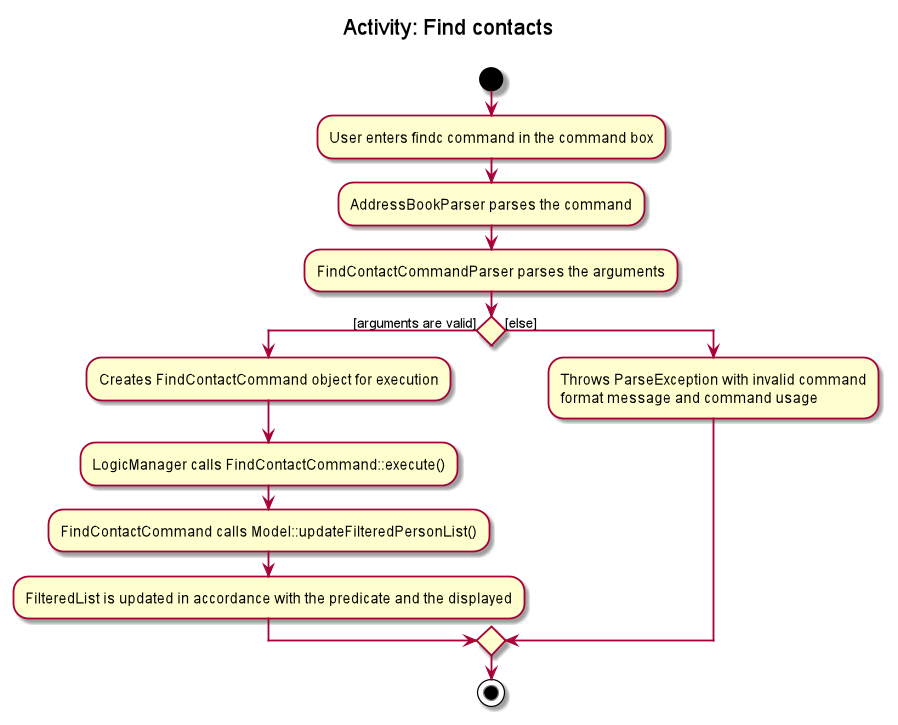 Activity: Find contacts
User enters findc command in the command box
AddressBookParser parses the command
FindContactCommandParser parses the arguments
[arguments are valid]
[else]
Creates FindContactCommand object for execution
Throws ParseException with invalid command
format message and command usage
LogicManager calls FindContactCommand::execute()
FindContactCommand calls Model::updateFilteredPersonList()
FilteredList is updated in accordance with the predicate and the displayed